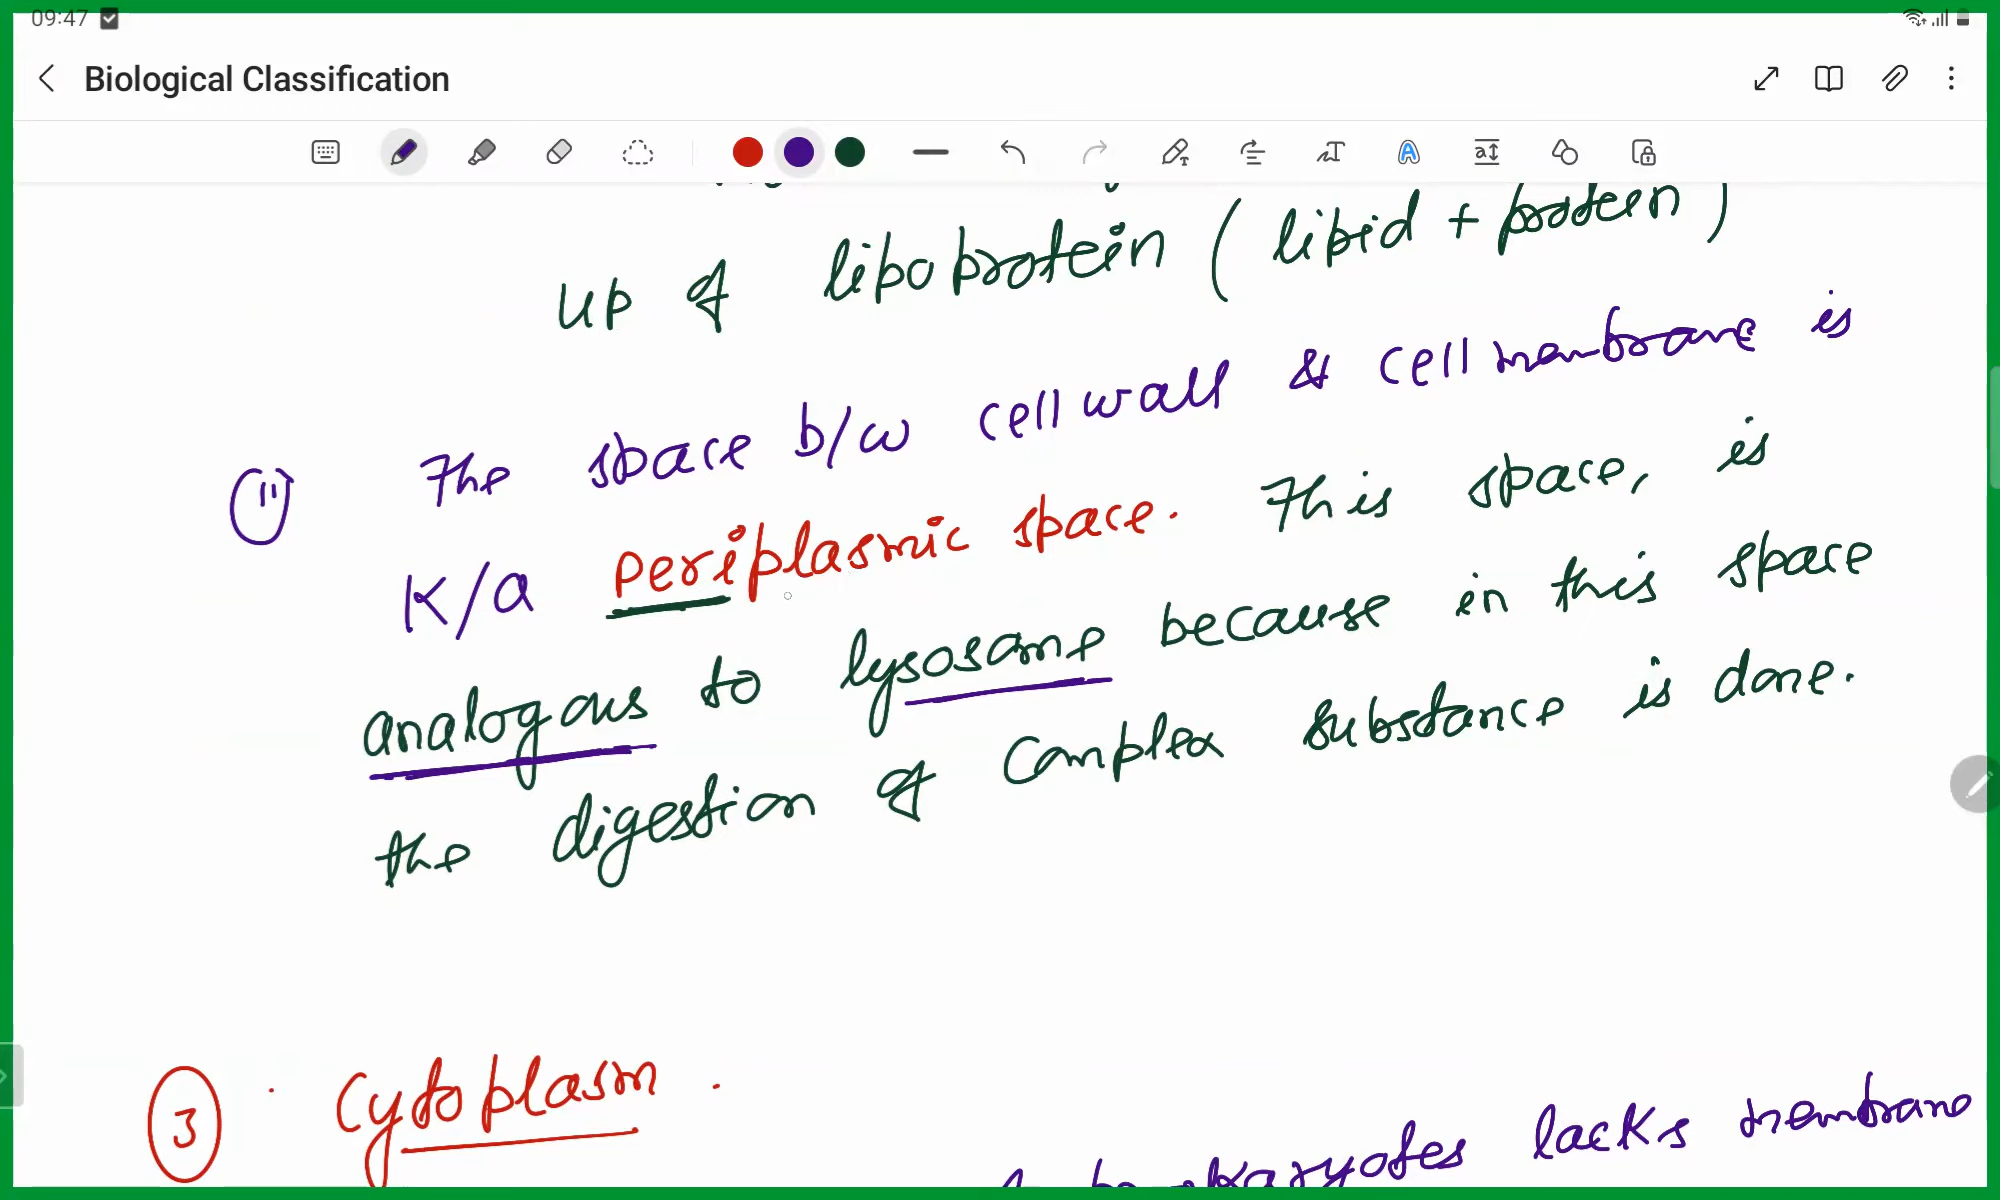 09:47
Biological Classification
up of lipoprotein ( lipid + protein )
(ii) The space b/w cell wall & cell membrane is
K/a periplasmic space. This space, is
analogous to lysosome because in this space
the digestion of complex substance is done.
3 . Cytoplasm .
prokaryotes lacks membrane